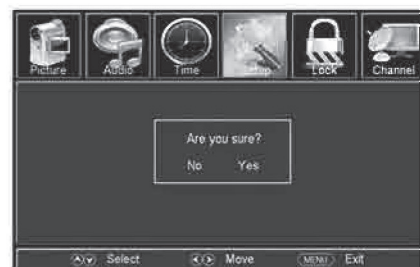 Picture Audio Time Setup Lock Channel
Are you sure?
No Yes
Select Move MENU Exit